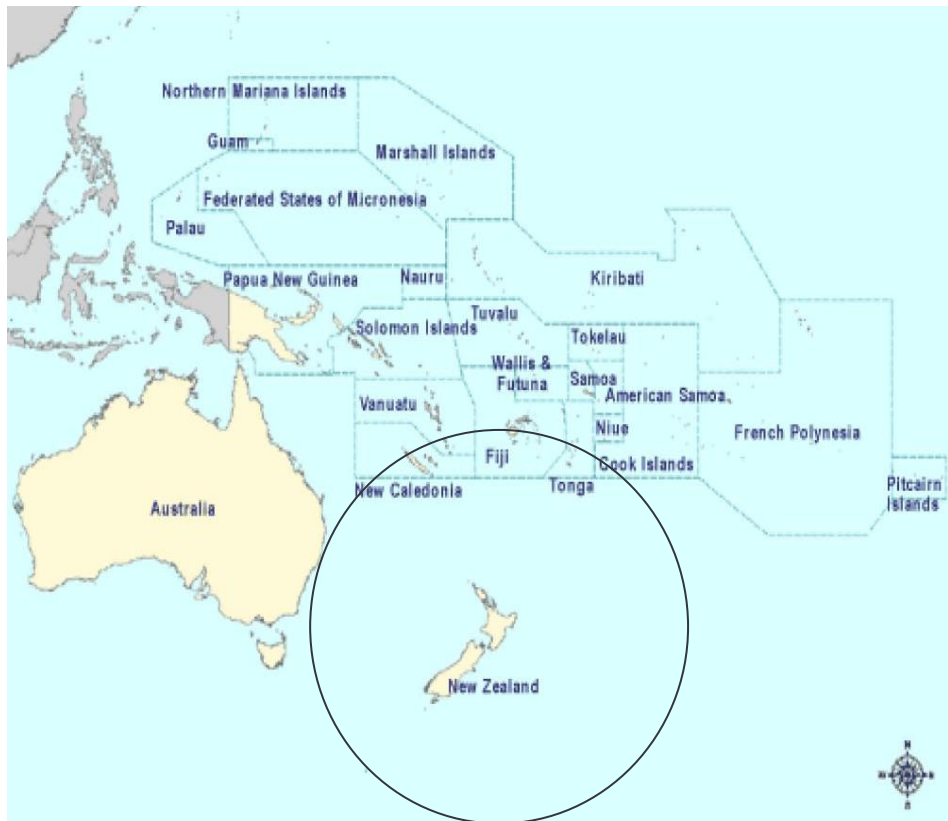 Northern Mariana Islands
Guam
Marshall Islands
Federated States of Micronesia
Palau
Papua New Guinea
Nauru
Kiribati
Tuvalu
Solomon Islands
Tokelau
Wallis &
Futuna
Samoa
American Samoa
Vanuatu
Niue
French Polynesia
Fiji
Cook Islands
Tonga
New Caledonia
Pitcairn
Islands
Australia
New Zealand
N